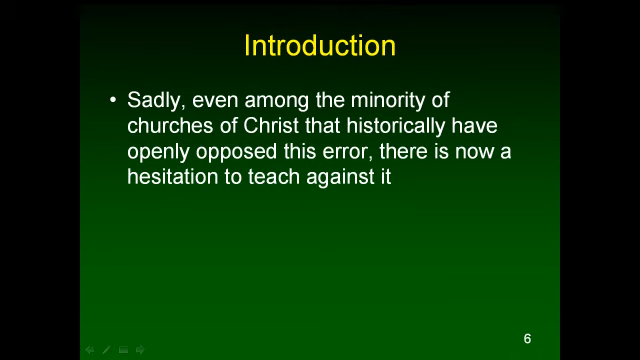 Introduction
• Sadly, even among the minority of
churches of Christ that historically have
openly opposed this error, there is now a
hesitation to teach against it
6